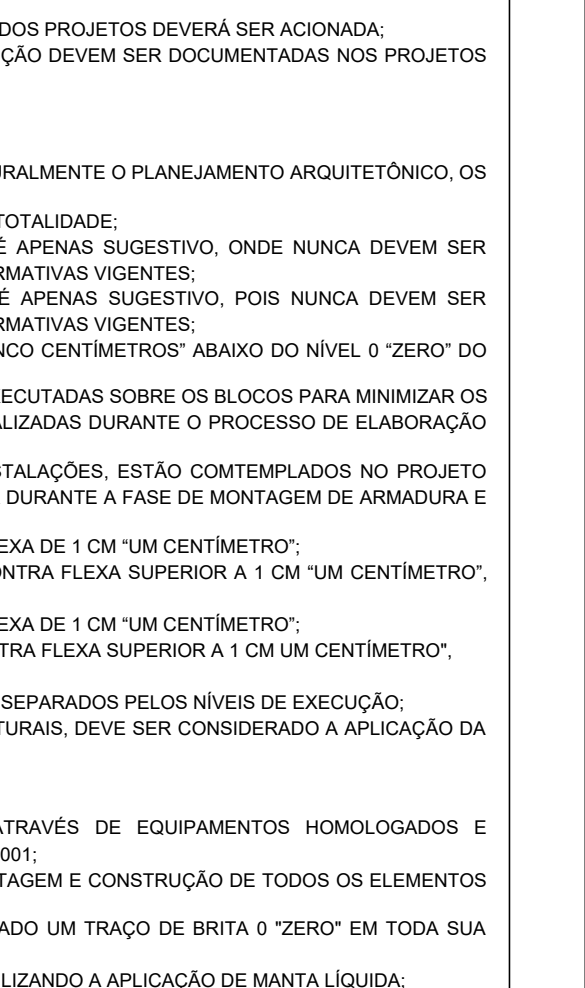 DOS PROJETOS DEVERÁ SER ACIONADA;
ÇÃO DEVEM SER DOCUMENTADAS NOS PROJETOS
URALMENTE O PLANEJAMENTO ARQUITETÔNICO, OS
TOTALIDADE;
É APENAS SUGESTIVO, ONDE NUNCA DEVEM SER
RMATIVAS VIGENTES;
É APENAS SUGESTIVO, POIS NUNCA DEVEM SER
RMATIVAS VIGENTES;
NCO CENTÍMETROS” ABAIXO DO NÍVEL 0 “ZERO” DO
ECUTADAS SOBRE OS BLOCOS PARA MINIMIZAR OS
ALIZADAS DURANTE O PROCESSO DE ELABORAÇÃO
STALAÇÕES, ESTÃO COMTEMPLADOS NO PROJETO
DURANTE A FASE DE MONTAGEM DE ARMADURA E
EXA DE 1 CM “UM CENTÍMETRO”;
ONTRA FLEXA SUPERIOR A 1 CM “UM CENTÍMETRO”,
EXA DE 1 CM “UM CENTÍMETRO”;
TRA FLEXA SUPERIOR A 1 CM UM CENTÍMETRO",
SEPARADOS PELOS NÍVEIS DE EXECUÇÃO;
TURAIS, DEVE SER CONSIDERADO A APLICAÇÃO DA
ATRAVÉS DE EQUIPAMENTOS HOMOLOGADOS E
001;
TAGEM E CONSTRUÇÃO DE TODOS OS ELEMENTOS
ADO UM TRAÇO DE BRITA 0 "ZERO" EM TODA SUA
LIZANDO A APLICAÇÃO DE MANTA LÍQUIDA;